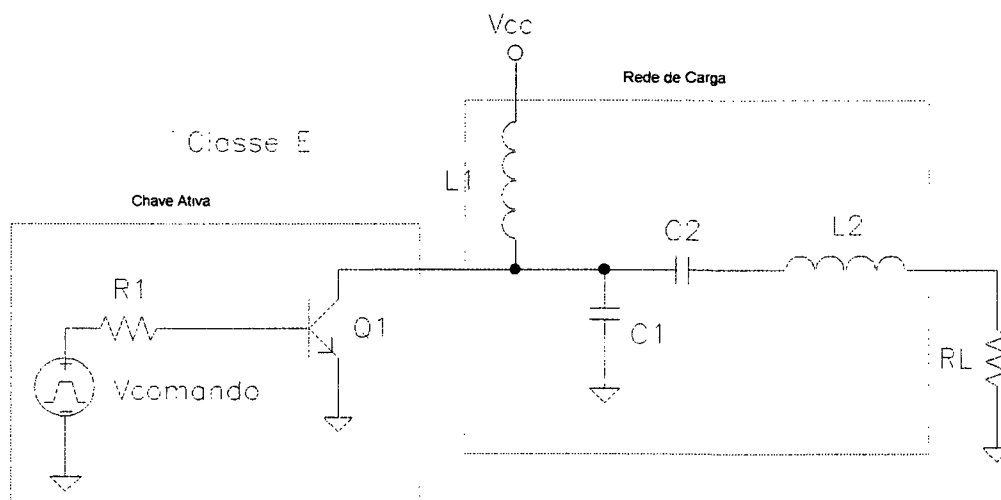 Vcc
Rede de Carga
Classe E
L1
Chave Ativa
C2
L2
R1
Q1
C1
RL
Vcomando